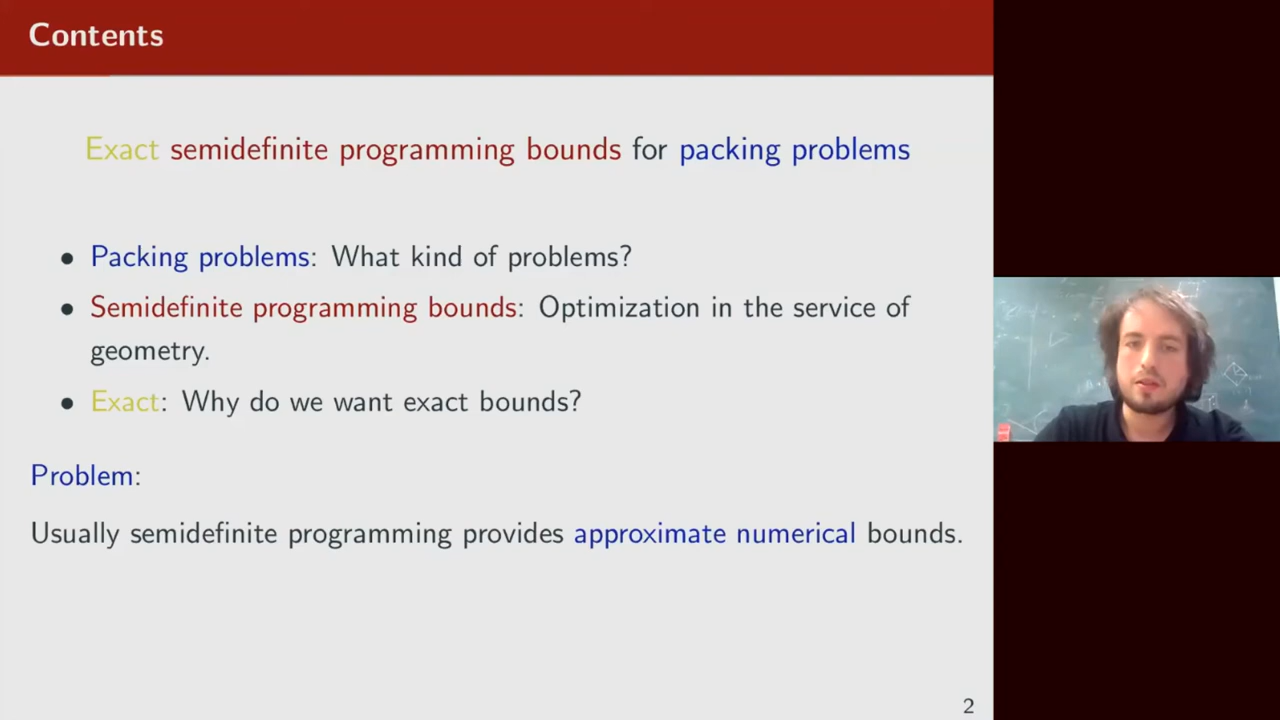 Contents
Exact semidefinite programming bounds for packing problems
• Packing problems: What kind of problems?
• Semidefinite programming bounds: Optimization in the service of
geometry.
• Exact: Why do we want exact bounds?
Problem:
Usually semidefinite programming provides approximate numerical bounds.
2